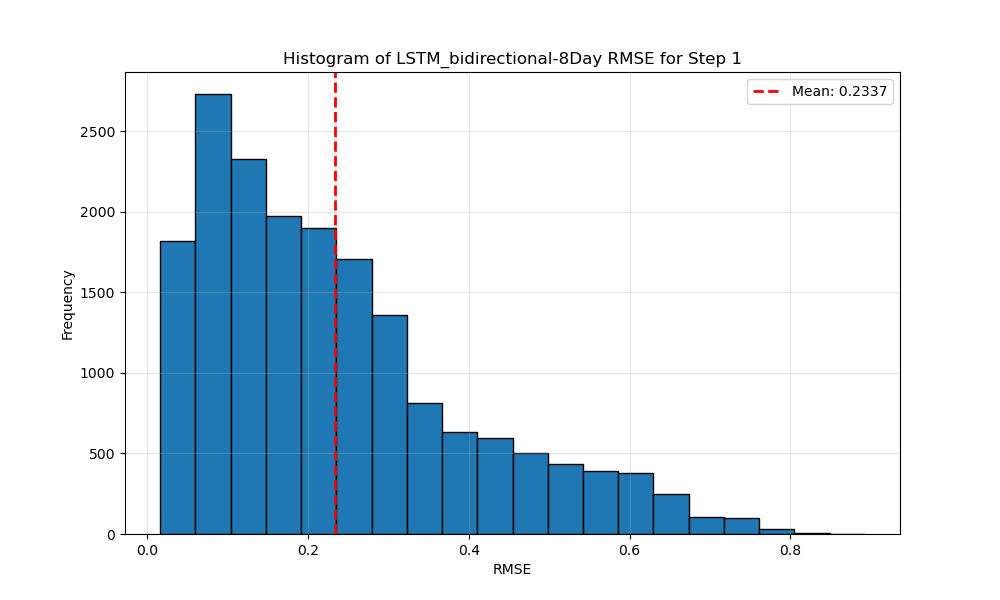 Histogram of LSTM_bidirectional-8Day RMSE for Step 1
Mean: 0.2337
Frequency
2500
2000
1500
1000
500
0
0.0 0.2 0.4 0.6 0.8
RMSE